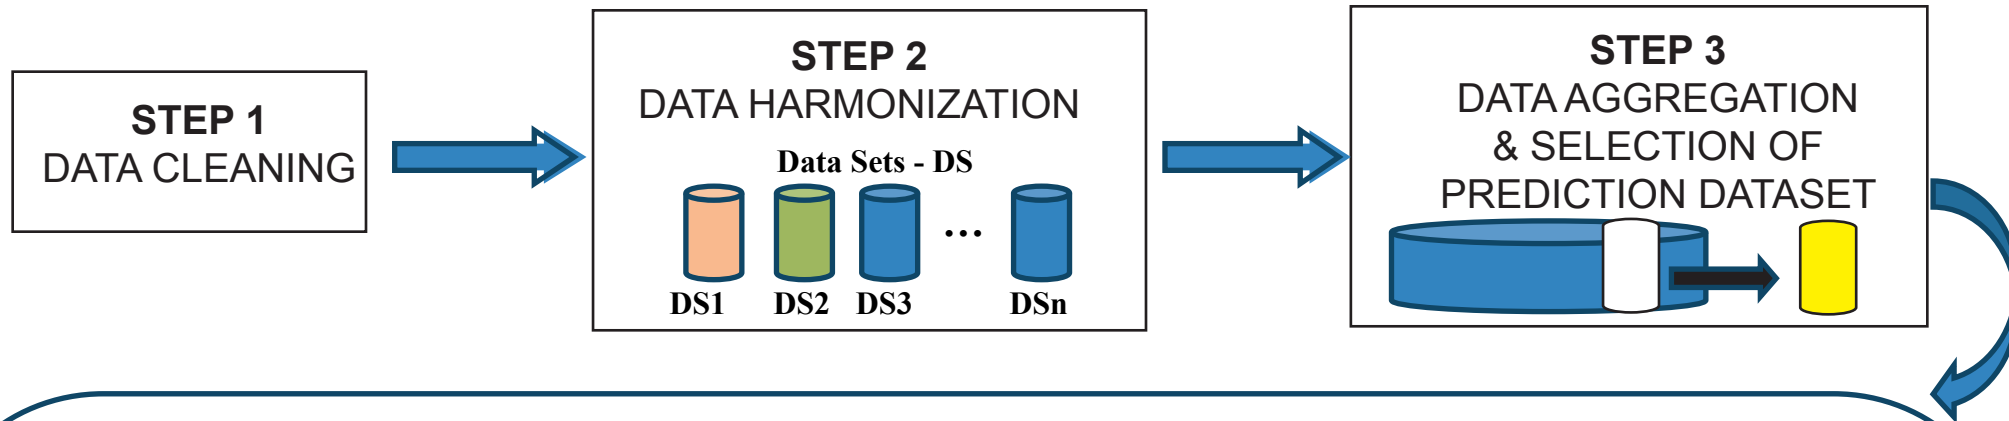 STEP 1
DATA CLEANING
STEP 2
DATA HARMONIZATION
Data Sets - DS
...
DS1 DS2 DS3 DSn
STEP 3
DATA AGGREGATION
& SELECTION OF
PREDICTION DATASET